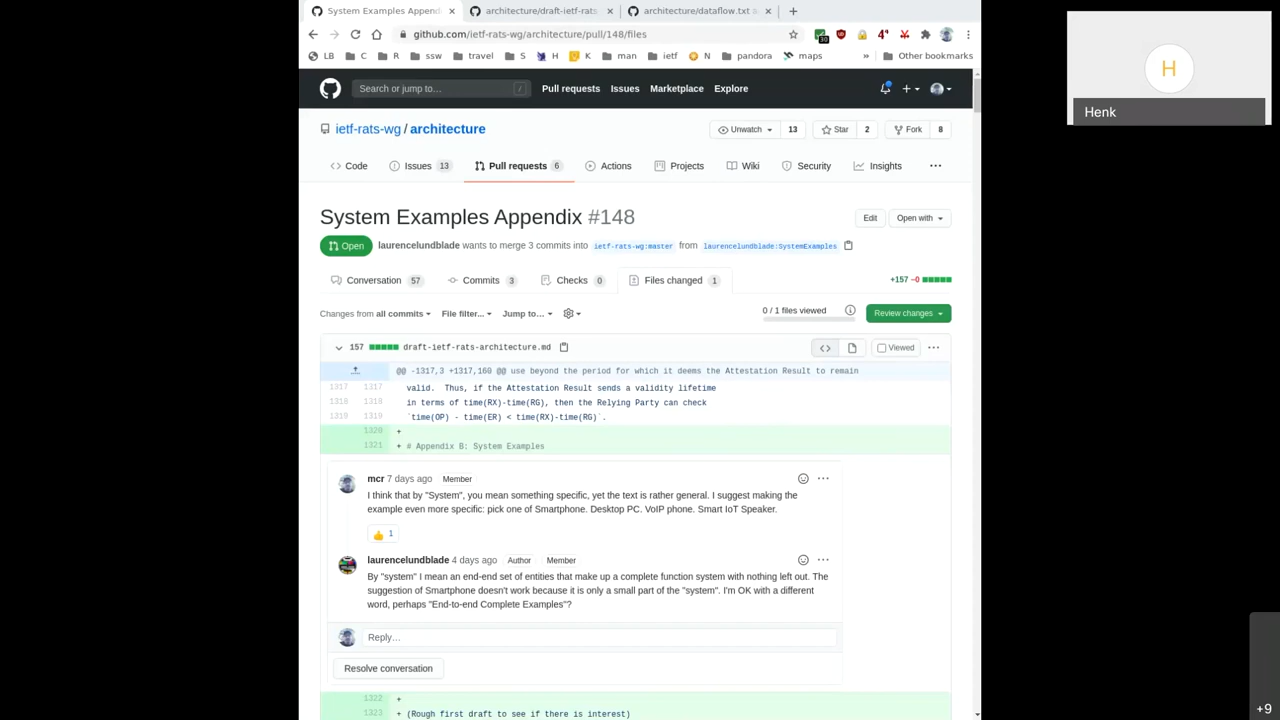 System Examples Append
architecture/draft-ietf-rats-
architecture/dataflow.txt
github.com/ietf-rats-wg/architecture/pull/148/files
LB
C
R
ssw
travel
S
H
K
man
ietf
N
pandora
maps
»
Other bookmarks
Search or jump to…
/
Pull requests
Issues
Marketplace
Explore
ietf-rats-wg / architecture
Unwatch
13
Star
2
Fork
8
Code
Issues 13
Pull requests 6
Actions
Projects
Wiki
Security
Insights
System Examples Appendix #148
Edit
Open with
Open
laurencelundblade wants to merge 3 commits into ietf-rats-wg:master from laurencelundblade:SystemExamples
Conversation 57
Commits 3
Checks 0
Files changed 1
+157 −0
Changes from all commits
File filter...
Jump to…
0 / 1 files viewed
Review changes
157
draft-ietf-rats-architecture.md
Viewed
@@ -1317,3 +1317,160 @@ use beyond the period for which it deems the Attestation Result to remain
1317 1317 valid. Thus, if the Attestation Result sends a validity lifetime
1318 1318 in terms of time(RX)-time(RG), then the Relying Party can check
1319 1319 `time(OP) - time(ER) < time(RX)-time(RG)`.
1320 +
1321 + # Appendix B: System Examples
mcr 7 days ago Member
I think that by "System", you mean something specific, yet the text is rather general. I suggest making the
example even more specific: pick one of Smartphone. Desktop PC. VoIP phone. Smart IoT Speaker.
1
laurencelundblade 4 days ago Author Member
By "system" I mean an end-end set of entities that make up a complete function system with nothing left out. The
suggestion of Smartphone doesn't work because it is only a small part of the "system". I'm OK with a different
word, perhaps "End-to-end Complete Examples"?
Reply…
Resolve conversation
1322 +
1323 + (Rough first draft to see if there is interest)
H
Henk
+9